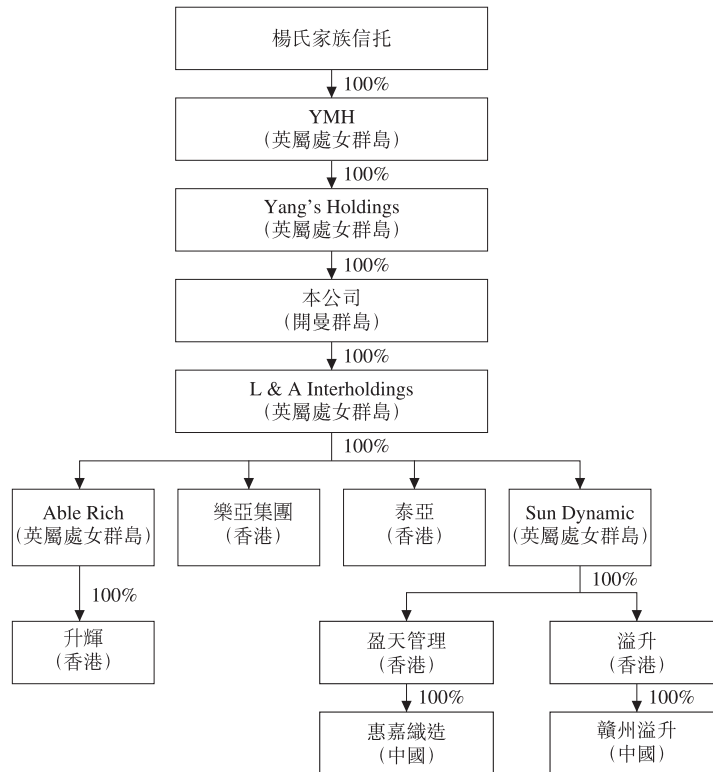 楊氏家族信托
100%
YMH
（英屬處女群島）
100%
Yang’s Holdings
（英屬處女群島）
100%
本公司
（開曼群島）
100%
L & A Interholdings
（英屬處女群島）
100%
Able Rich
（英屬處女群島）
樂亞集團
（香港）
泰亞
（香港）
Sun Dynamic
（英屬處女群島）
100%
100%
升輝
（香港）
盈天管理
（香港）
溢升
（香港）
100%
100%
惠嘉織造
（中國）
贛州溢升
（中國）